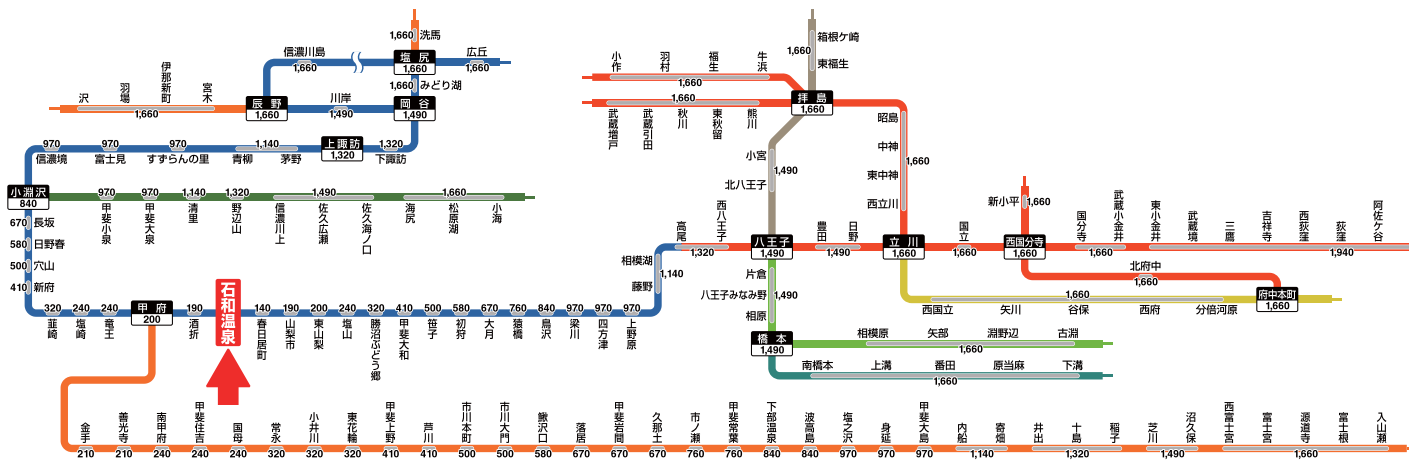 1,660 洗馬
信濃川島
1,660
塩尻
1,660
広丘
1,660
1,660 みどり湖
沢
羽場
伊那新町
宮木
1,660
辰野
1,660
川岸
1,490
岡谷
1,490
970
信濃境
970
富士見
970
すずらんの里
青柳
1,140
茅野
上諏訪
1,320
1,320
下諏訪
小淵沢
840
970
甲斐小泉
970
甲斐大泉
1,140
清里
1,320
野辺山
信濃川上
1,490
佐久広瀬
佐久海ノ口
海尻
1,660
松原湖
小海
670 長坂
580 日野春
500 穴山
410 新府
320
韮崎
240
塩崎
240
竜王
甲府
200
190
酒折
石和温泉
140
春日居町
190
山梨市
200
東山梨
240
塩山
320
勝沼ぶどう郷
410
甲斐大和
500
笹子
580
初狩
670
大月
760
猿橋
840
鳥沢
970
梁川
970
四方津
970
上野原
相模湖
1,140
藤野
高尾
1,320
西八王子
八王子
1,490
豊田
1,490
日野
立川
1,660
国立
1,660
西国分寺
1,660
国分寺
1,660
武蔵小金井
東小金井
武蔵境
三鷹
吉祥寺
西荻窪
荻窪
阿佐ケ谷
1,940
新小平
1,660
北府中
1,660
府中本町
1,660
西国立
矢川
1,660
谷保
西府
分倍河原
小作
羽村
1,660
福生
牛浜
箱根ケ崎
1,660
東福生
拝島
1,660
武蔵増戸
武蔵引田
1,660
秋川
東秋留
熊川
昭島
中神
1,660
東中神
西立川
小宮
1,490
北八王子
片倉
八王子みなみ野
1,490
相原
橋本
1,490
相模原
矢部
1,660
淵野辺
古淵
南橋本
上溝
1,660
番田
原当麻
下溝
金手
210
善光寺
210
南甲府
240
甲斐住吉
240
国母
240
常永
320
小井川
320
東花輪
320
甲斐上野
410
芦川
410
市川本町
500
市川大門
500
鰍沢口
580
落居
670
甲斐岩間
670
久那土
670
市ノ瀬
760
甲斐常葉
760
下部温泉
840
波高島
840
塩之沢
970
身延
970
甲斐大島
970
内船
1,140
寄畑
井出
1,320
十島
稲子
芝川
1,490
沼久保
西富士宮
富士宮
1,660
源道寺
富士根
入山瀬